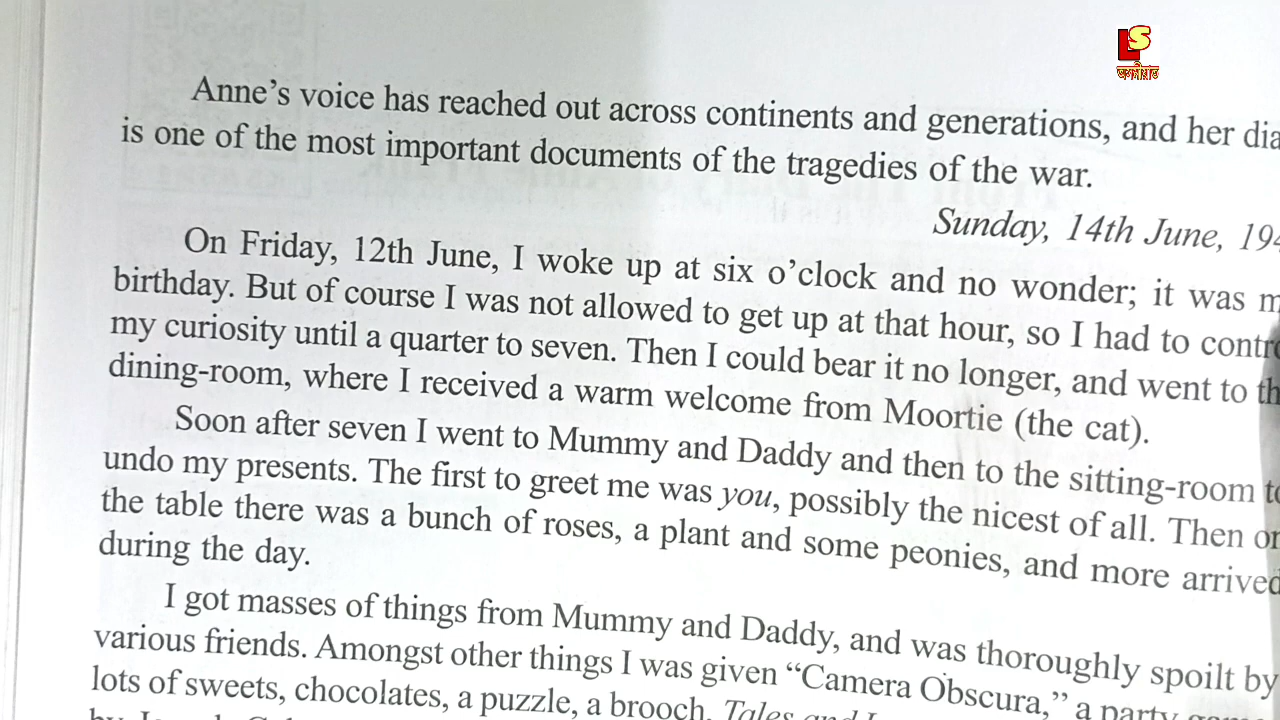 LS
Anne's voice has reached out across continents and generations, and her dia
is one of the most important documents of the tragedies of the war.
Sunday, 14th June, 194
On Friday, 12th June, I woke up at six o'clock and no wonder; it was m
birthday. But of course I was not allowed to get up at that hour, so I had to contro
my curiosity until a quarter to seven. Then I could bear it no longer, and went to th
dining-room, where I received a warm welcome from Moortie (the cat).
Soon after seven I went to Mummy and Daddy and then to the sitting-room to
undo my presents. The first to greet me was you, possibly the nicest of all. Then on
the table there was a bunch of roses, a plant and some peonies, and more arrived
during the day.
I got masses of things from Mummy and Daddy, and was thoroughly spoilt by
various friends. Amongst other things I was given “Camera Obscura,” a party
lots of sweets, chocolates, a puzzle, a brooch, Tales and